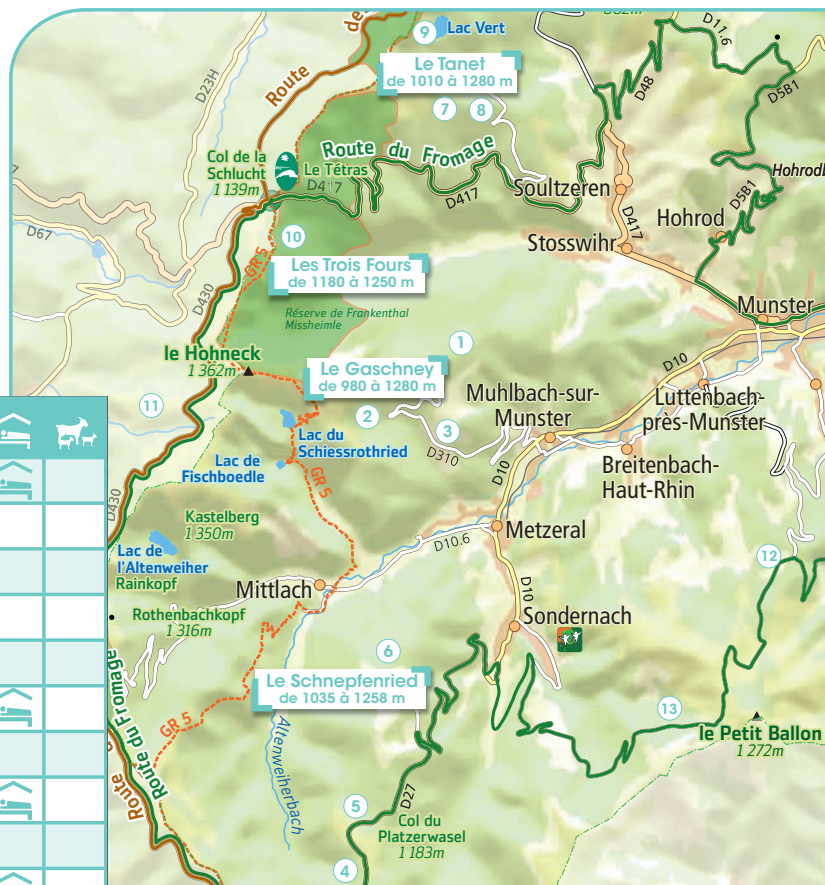 de
9
Lac Vert
D11.6
Le Tanet
de 1010 à 1280 m
Route
D23H
D48
D5B1
7
8
Route du Fromage
Col de la
Schlucht
1 139m
Le Tétras
D417
D417
Soultzeren
Hohrodb
D5B1
Hohrod
D417
Stosswihr
D67
10
GR 5
Les Trois Fours
de 1180 à 1250 m
D430
Réserve de Frankenthal
Missheimle
Munster
le Hohneck
1 362m
1
D10
Le Gaschney
de 980 à 1280 m
Muhlbach-sur-
Munster
Luttenbach-
près-Munster
11
2
3
D310
Lac du
Schiessrothried
Lac de
Fischboedle
GR 5
D10
Breitenbach-
Haut-Rhin
D430
Kastelberg
1 350m
Metzeral
D10.6
Lac de
l'Altenweiher
Rainkopf
12
Mittlach
D10
Rothenbachkopf
1 316m
Sondernach
6
Le Schnepfenried
de 1035 à 1258 m
Route du Fromage
GR 5
13
le Petit Ballon
1 272m
Altenweiherbach
Route
D27
5
Col du
Platzerwasel
1 183m
4